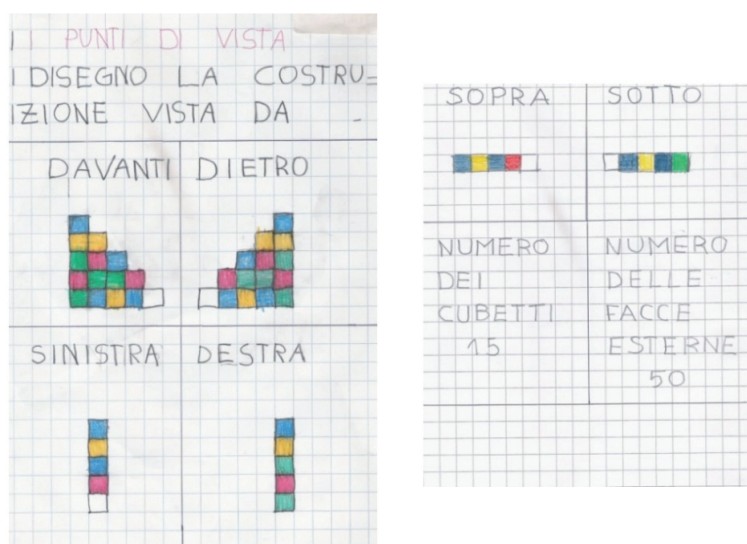 I PUNTI DI VISTA
DISEGNO LA COSTRU=
ZIONE VISTA DA
DAVANTI DIETRO
SINISTRA DESTRA
SOPRA SOTTO
NUMERO
DEI
CUBETTI
15
NUMERO
DELLE
FACCE
ESTERNE
50